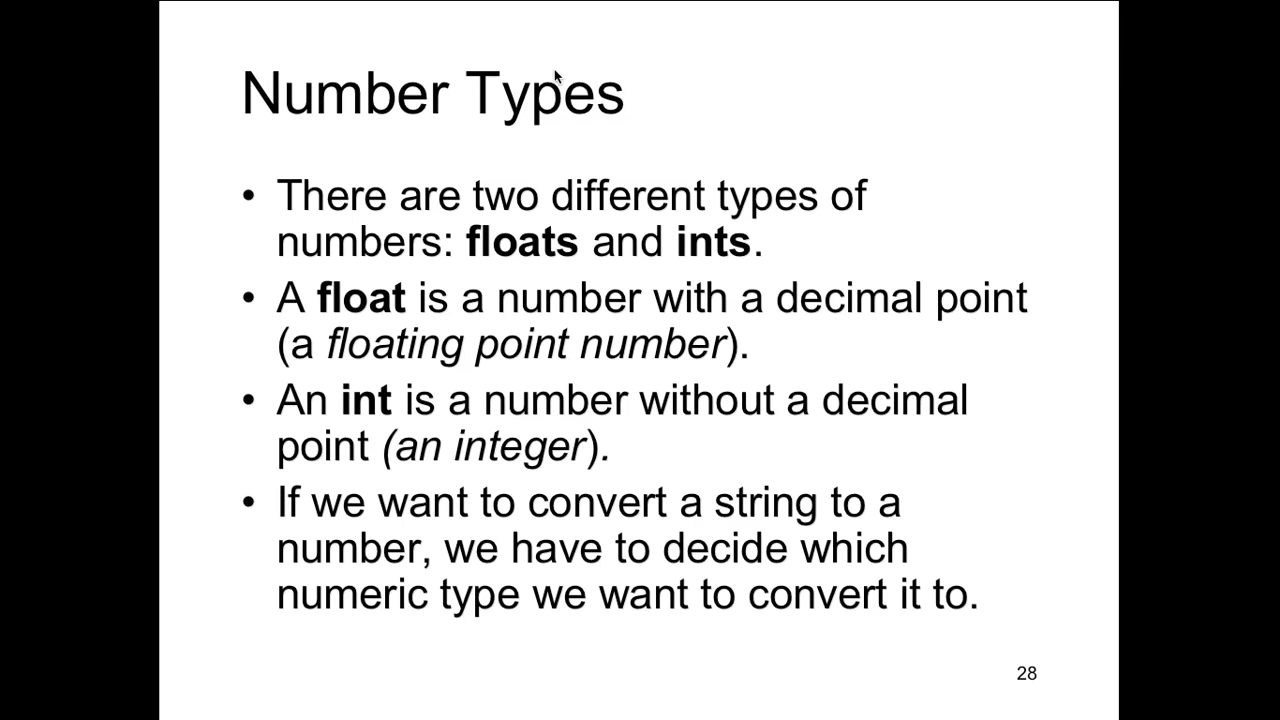 Number Types
• There are two different types of
numbers: floats and ints.
• A float is a number with a decimal point
(a floating point number).
• An int is a number without a decimal
point (an integer).
• If we want to convert a string to a
number, we have to decide which
numeric type we want to convert it to.
28